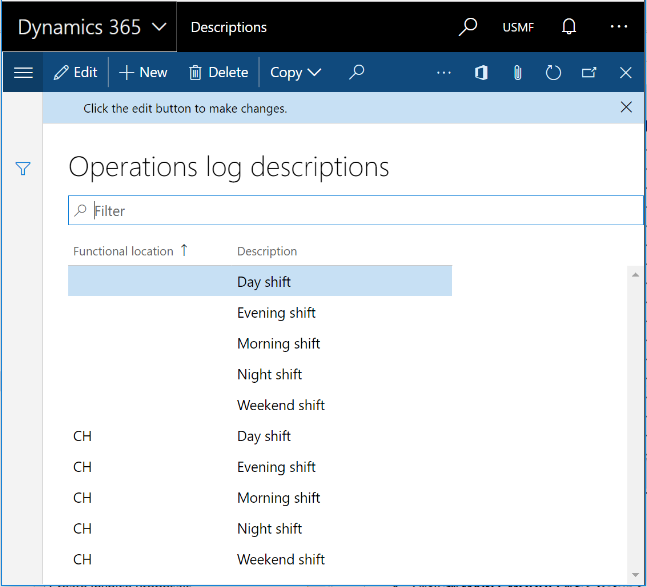 Dynamics 365 Descriptions USMF ...
Edit New Delete Copy ...
Click the edit button to make changes.
Operations log descriptions
Filter
Functional location ↑ Description
Day shift
Evening shift
Morning shift
Night shift
Weekend shift
CH Day shift
CH Evening shift
CH Morning shift
CH Night shift
CH Weekend shift